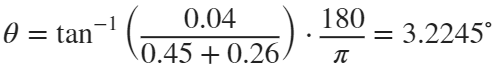 θ = tan⁻¹ (0.04 / (0.45 + 0.26)) · 180 / π = 3.2245°